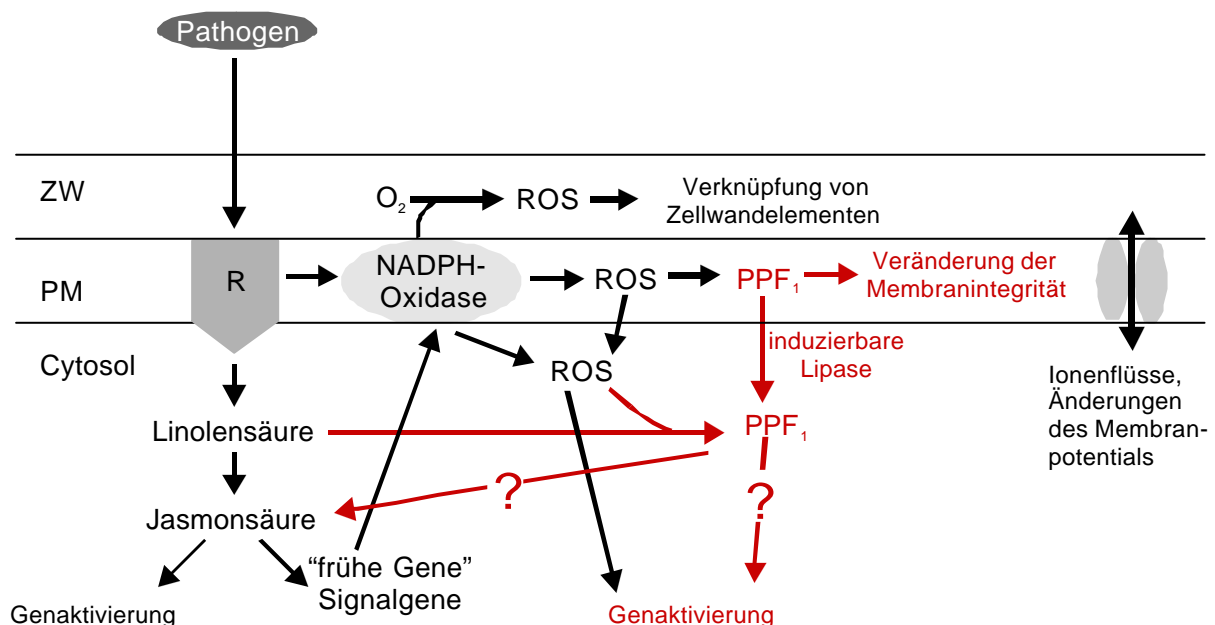 Pathogen
ZW
O2
ROS
Verknüpfung von
Zellwandelementen
PM
R
NADPH-
Oxidase
ROS
PPF1
Veränderung der
Membranintegrität
Cytosol
induzierbare
Lipase
ROS
Ionenflüsse,
Änderungen
des Membran-
potentials
Linolensäure
PPF1
?
?
Jasmonsäure
“frühe Gene”
Signalgene
Genaktivierung
Genaktivierung